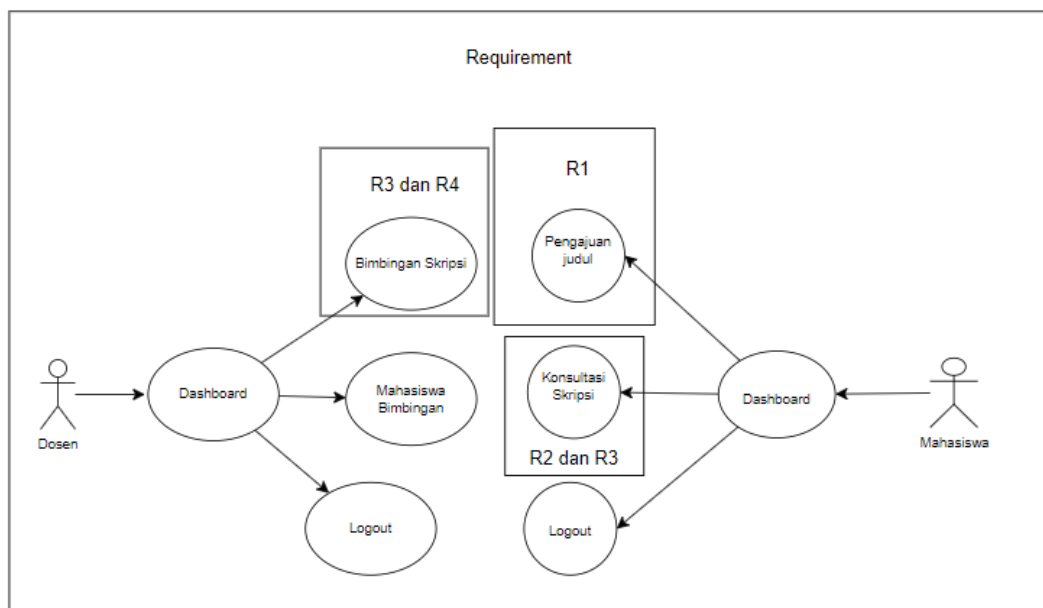 Requirement
R3 dan R4
Bimbingan Skripsi
R1
Pengajuan
judul
Dosen
Dashboard
Mahasiswa
Bimbingan
Logout
Konsultasi
Skripsi
R2 dan R3
Logout
Dashboard
Mahasiswa